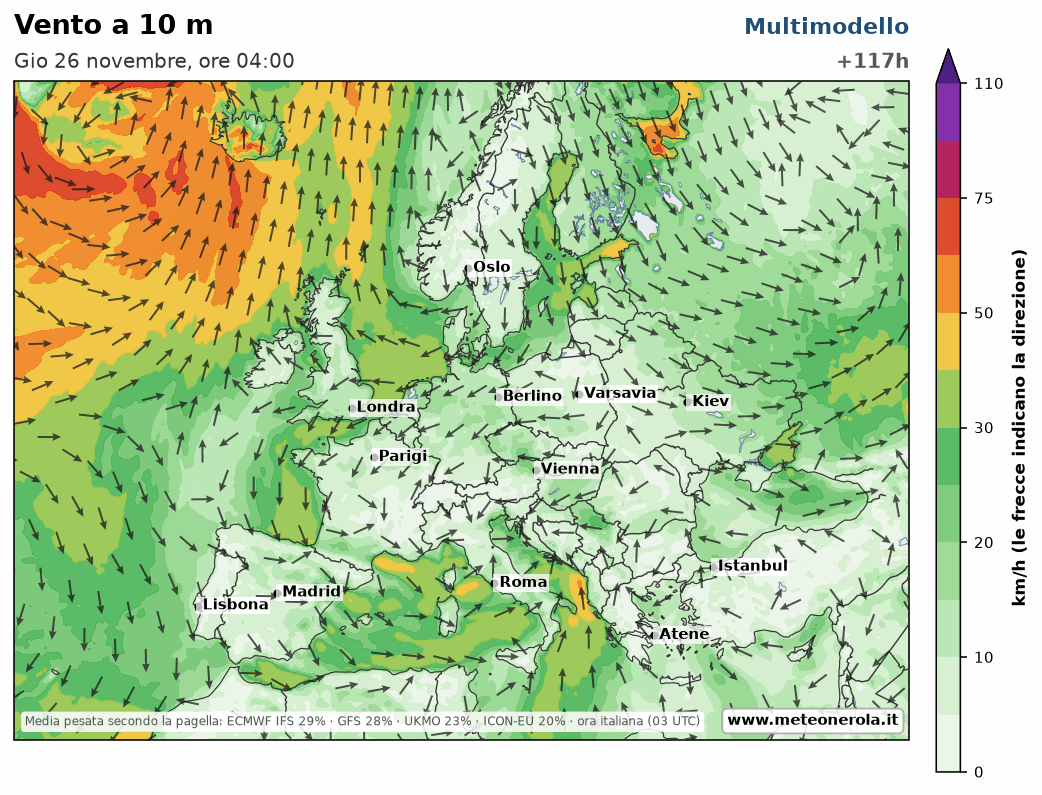 Vento a 10 m
Multimodello
Gio 26 novembre, ore 04:00
+117h
110
75
50
30
20
10
0
km/h (le frecce indicano la direzione)
Oslo
Berlino
Varsavia
Kiev
Londra
Parigi
Vienna
Istanbul
Roma
Madrid
Lisbona
Atene
Media pesata secondo la pagella: ECMWF IFS 29% · GFS 28% · UKMO 23% · ICON-EU 20% · ora italiana (03 UTC)
www.meteonerola.it